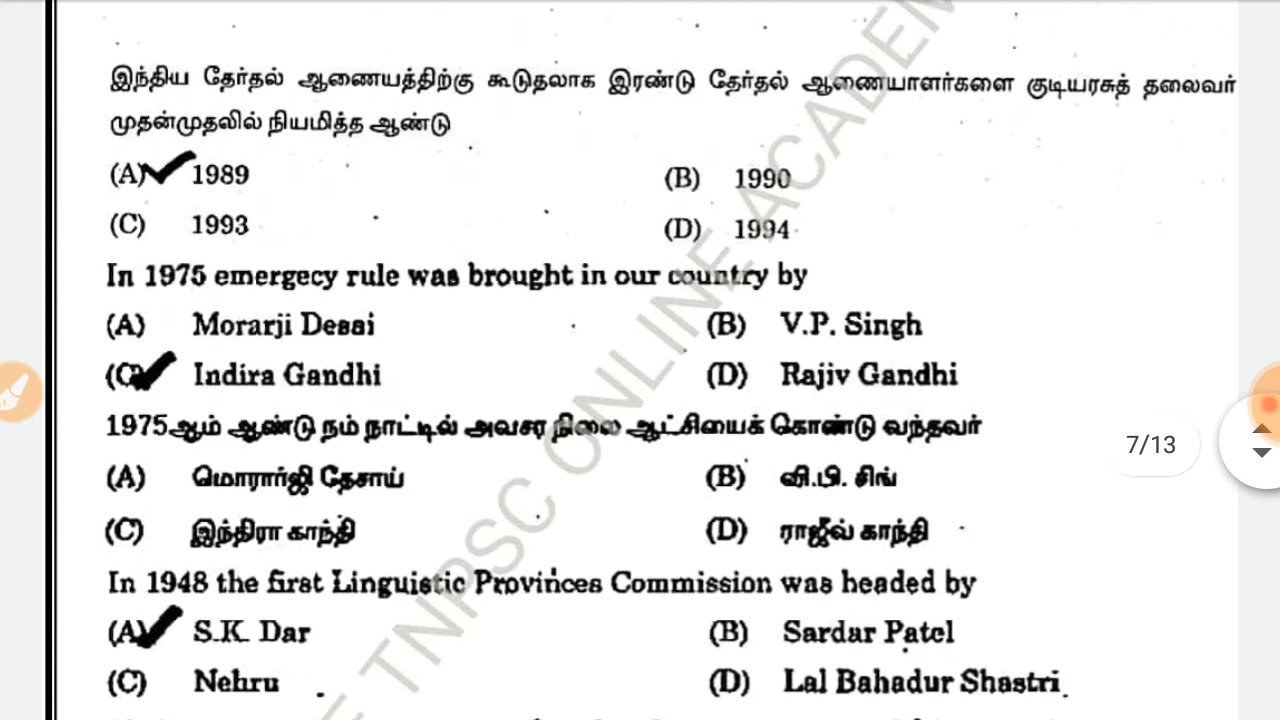 இந்திய தேர்தல் ஆணையத்திற்கு கூடுதலாக இரண்டு தேர்தல் ஆணையாளர்களை குடியரசுத் தலைவர்
முதன்முதலில் நியமித்த ஆண்டு
(A) 1989 (B) 1990
(C) 1993 (D) 1994
In 1975 emergecy rule was brought in our country by
(A) Morarji Desai (B) V.P. Singh
(C) Indira Gandhi (D) Rajiv Gandhi
1975ஆம் ஆண்டு நம் நாட்டில் அவசர நிலை ஆட்சியைக் கொண்டு வந்தவர்
(A) மொரார்ஜி தேசாய் (B) வி.பி. சிங்
(C) இந்திரா காந்தி (D) ராஜீவ் காந்தி
In 1948 the first Linguistic Provinces Commission was headed by
(A) S.K. Dar (B) Sardar Patel
(C) Nehru (D) Lal Bahadur Shastri
7/13
TNPSC ONLINE ACADEM